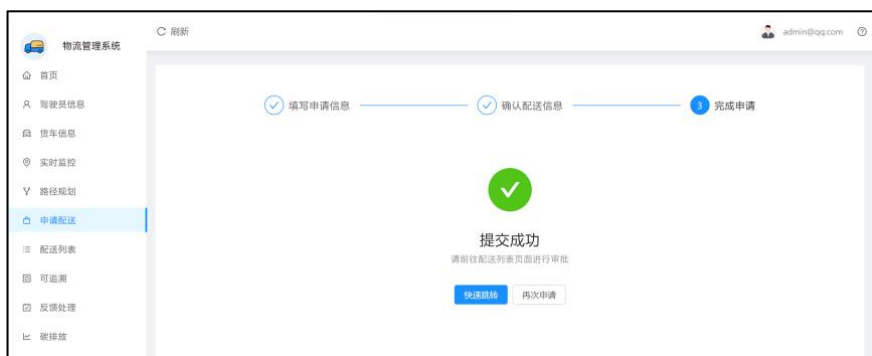 物流管理系统
刷新
admin@qq.com
首页
驾驶员信息
货车信息
实时监控
路径规划
申请配送
配送列表
可追溯
反馈处理
碳排放
填写申请信息
确认配送信息
3 完成申请
提交成功
请前往配送列表页面进行审批
快速跳转 再次申请